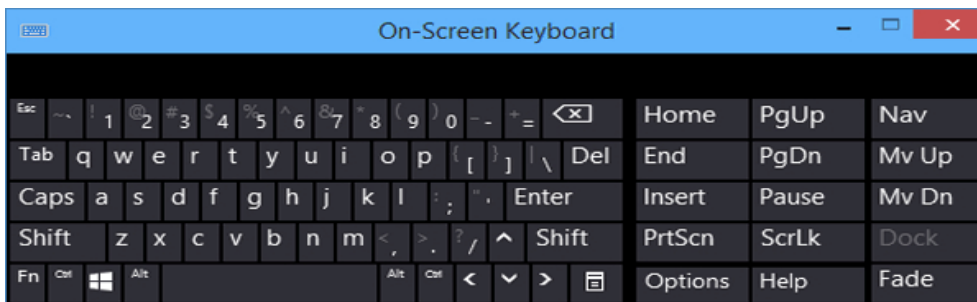 On-Screen Keyboard
Esc ~ ` ! 1 @ 2 # 3 $ 4 % 5 ^ 6 & 7 * 8 ( 9 ) 0 _ - + = Home PgUp Nav
Tab q w e r t y u i o p { [ } ] | \ Del End PgDn Mv Up
Caps a s d f g h j k l : ; " ' Enter Insert Pause Mv Dn
Shift z x c v b n m < , > . ? / Shift PrtScn ScrLk Dock
Fn Ctrl Alt Alt Ctrl Options Help Fade